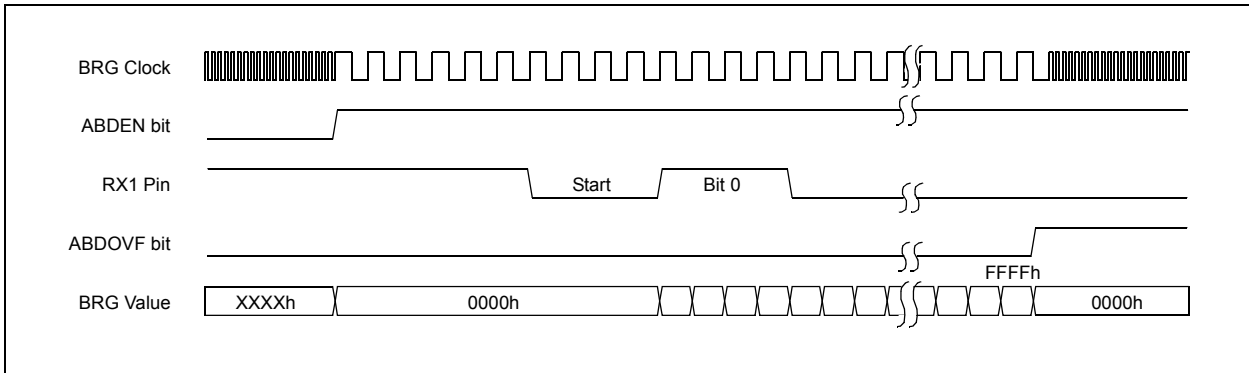 BRG Clock
ABDEN bit
RX1 Pin
Start
Bit 0
ABDOVF bit
FFFFh
BRG Value
XXXXh
0000h
0000h